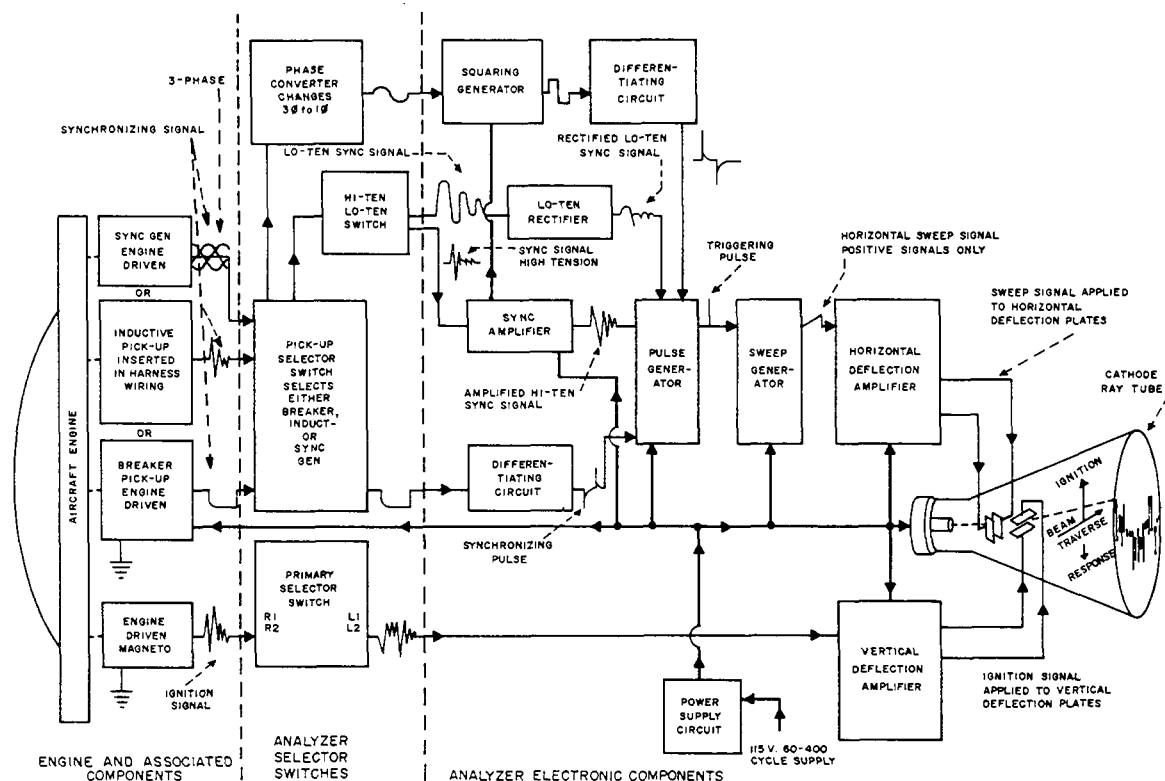 3-PHASE
SYNCHRONIZING SIGNAL
PHASE
CONVERTER
CHANGES
3Ø to 1Ø
SQUARING
GENERATOR
DIFFEREN-
TIATING
CIRCUIT
LO-TEN SYNC SIGNAL
RECTIFIED LO-TEN
SYNC SIGNAL
HI-TEN
LO-TEN
SWITCH
LO-TEN
RECTIFIER
SYNC SIGNAL
HIGH TENSION
TRIGGERING
PULSE
HORIZONTAL SWEEP SIGNAL
POSITIVE SIGNALS ONLY
SWEEP SIGNAL APPLIED
TO HORIZONTAL
DEFLECTION PLATES
CATHODE
RAY TUBE
AIRCRAFT ENGINE
SYNC GEN
ENGINE
DRIVEN
OR
INDUCTIVE
PICK-UP
INSERTED
IN HARNESS
WIRING
OR
BREAKER
PICK-UP
ENGINE
DRIVEN
PICK-UP
SELECTOR
SWITCH
SELECTS
EITHER
BREAKER,
INDUCT-
OR
SYNC
GEN
SYNC
AMPLIFIER
AMPLIFIED HI-TEN
SYNC SIGNAL
PULSE
GENER-
ATOR
SWEEP
GENER-
ATOR
HORIZONTAL
DEFLECTION
AMPLIFIER
DIFFEREN-
TIATING
CIRCUIT
SYNCHRONIZING
PULSE
IGNITION
BEAM
TRAVERSE
RESPONSE
ENGINE
DRIVEN
MAGNETO
IGNITION
SIGNAL
PRIMARY
SELECTOR
SWITCH
R1 L1
R2 L2
POWER
SUPPLY
CIRCUIT
115 V. 60-400
CYCLE SUPPLY
VERTICAL
DEFLECTION
AMPLIFIER
IGNITION SIGNAL
APPLIED TO VERTICAL
DEFLECTION PLATES
ENGINE AND ASSOCIATED
COMPONENTS
ANALYZER
SELECTOR
SWITCHES
ANALYZER ELECTRONIC COMPONENTS